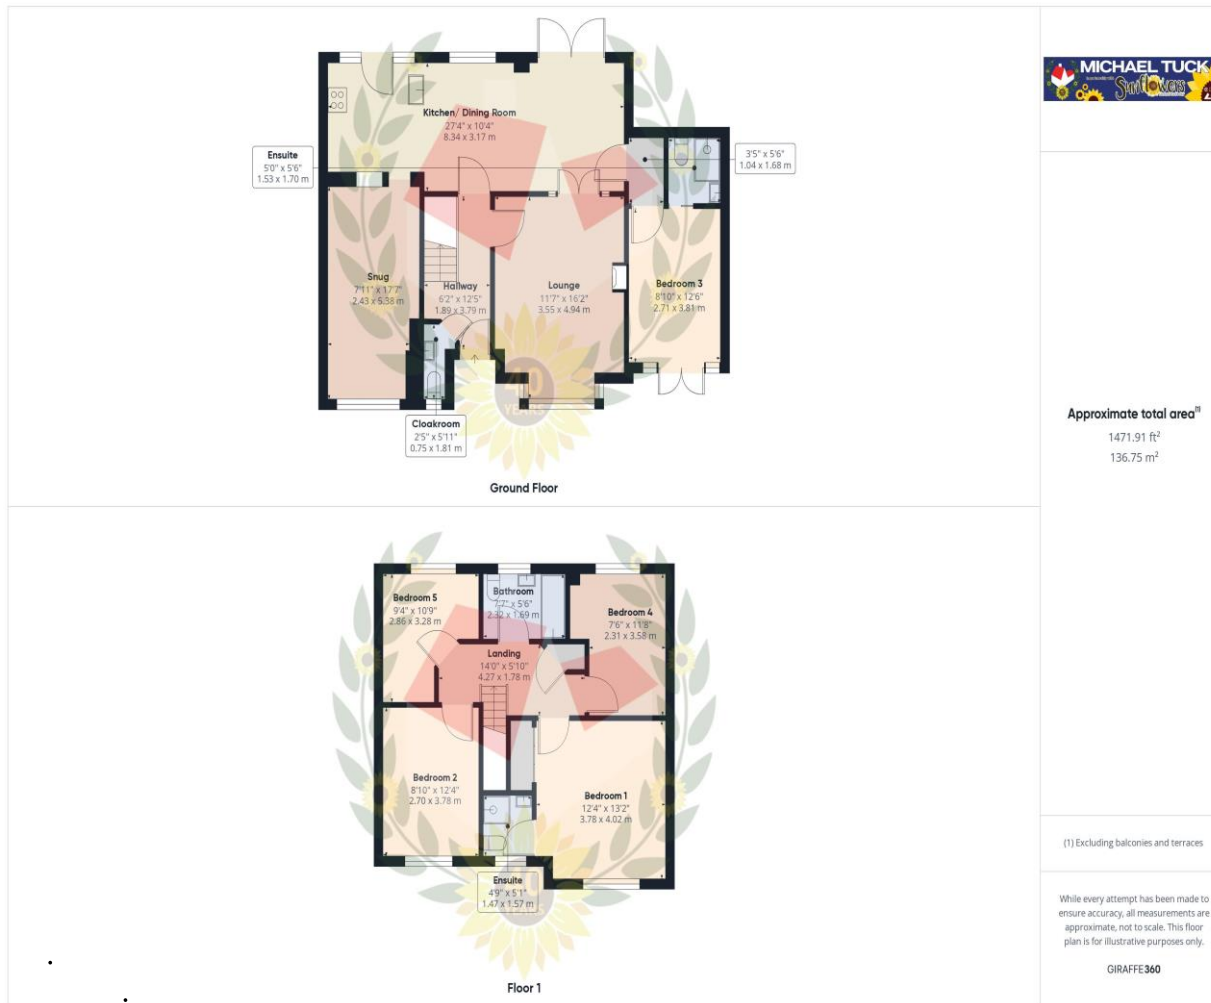 Kitchen/ Dining Room
27'4" x 10'4"
8.34 x 3.17 m
Ensuite
5'0" x 5'6"
1.53 x 1.70 m
3'5" x 5'6"
1.04 x 1.68 m
Snug
7'11" x 17'7"
2.43 x 5.38 m
Hallway
6'2" x 12'5"
1.89 x 3.79 m
Lounge
11'7" x 16'2"
3.55 x 4.94 m
Bedroom 3
8'10" x 12'6"
2.71 x 3.81 m
40
YEARS
Cloakroom
2'5" x 5'11"
0.75 x 1.81 m
Ground Floor
Bedroom 5
9'4" x 10'9"
2.86 x 3.28 m
Bathroom
7'7" x 5'6"
2.32 x 1.69 m
Bedroom 4
7'6" x 11'8"
2.31 x 3.58 m
Landing
14'0" x 5'10"
4.27 x 1.78 m
Bedroom 2
8'10" x 12'4"
2.70 x 3.78 m
Bedroom 1
12'4" x 13'2"
3.78 x 4.02 m
Ensuite
4'9" x 5'1"
1.47 x 1.57 m
Floor 1
MICHAEL TUCK
Sunflowers
Approximate total area(1)
1471.91 ft²
136.75 m²
(1) Excluding balconies and terraces
While every attempt has been made to
ensure accuracy, all measurements are
approximate, not to scale. This floor
plan is for illustrative purposes only.
GIRAFFE360